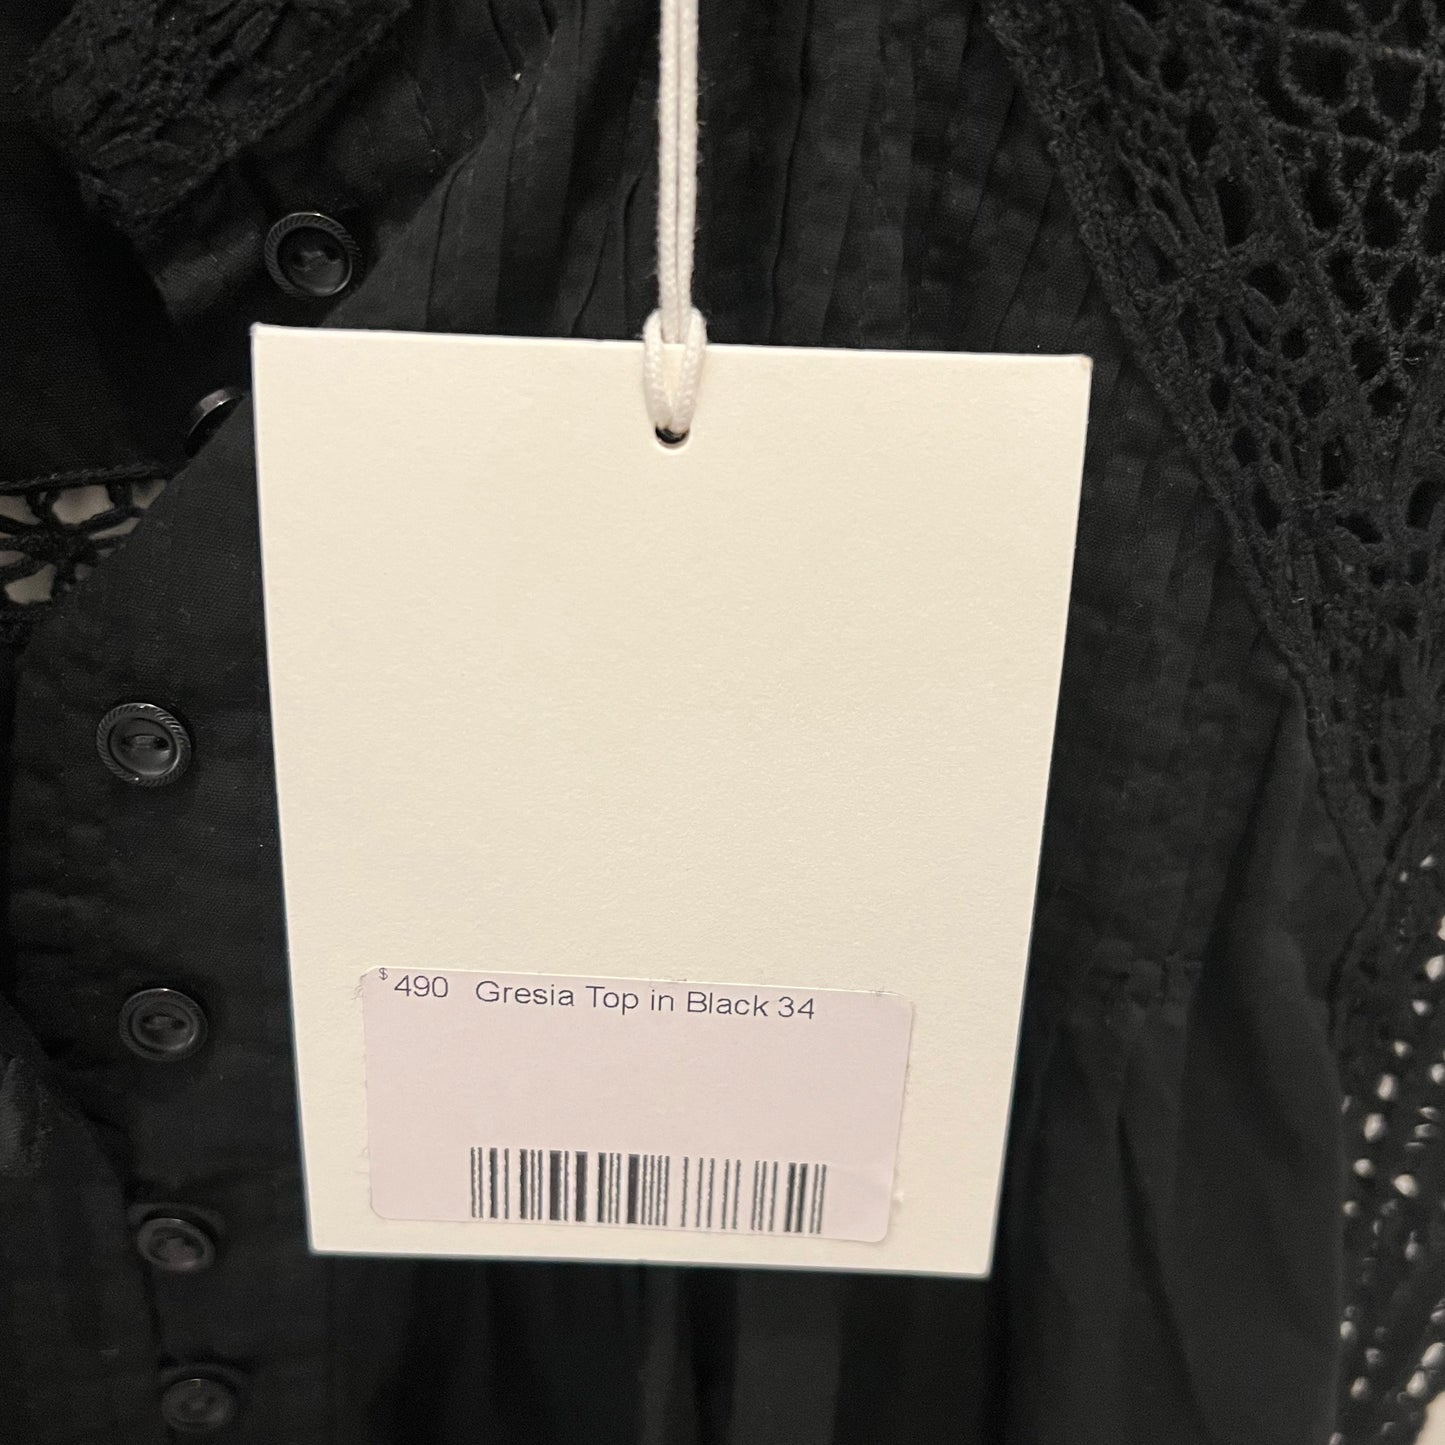 $490 Gresia Top in Black 34